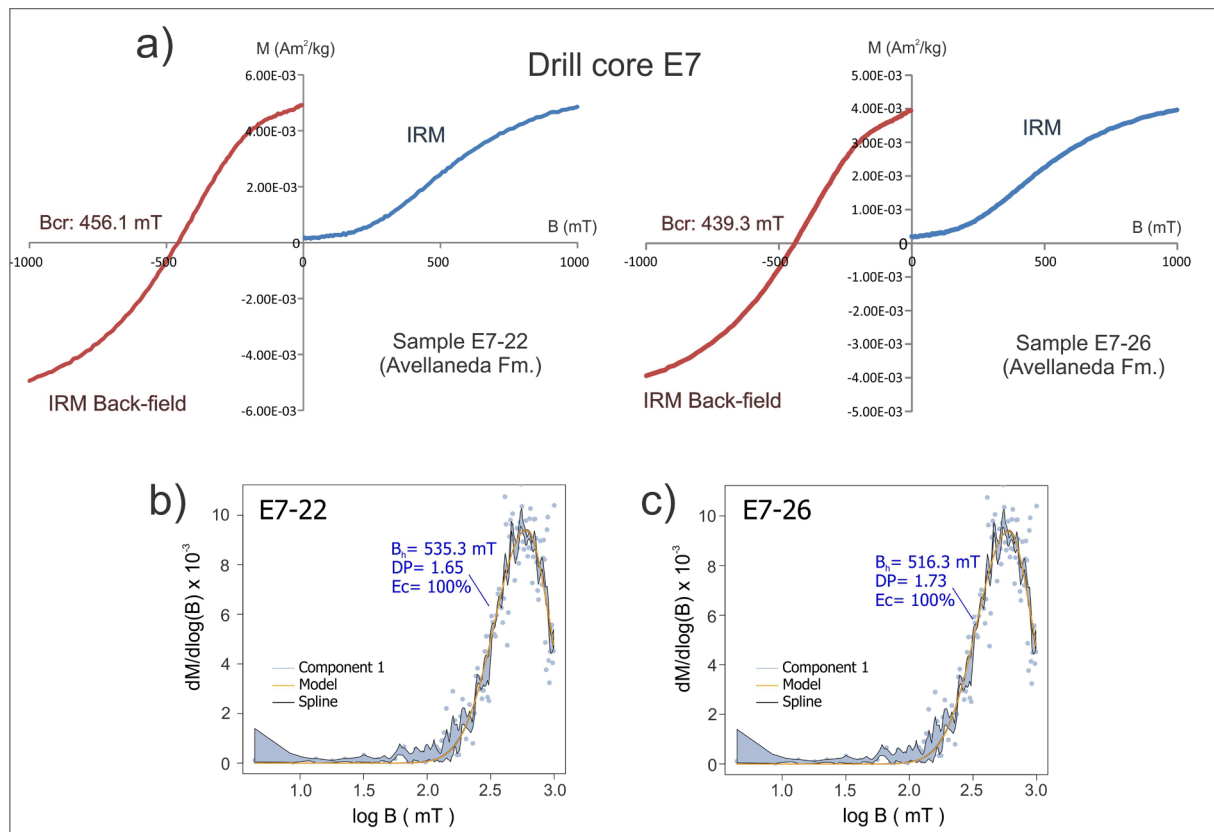 a)
Drill core E7
M (Am²/kg)
6.00E-03
4.00E-03
2.00E-03
0
-2.00E-03
-4.00E-03
-6.00E-03
-1000
-500
500
1000
B (mT)
IRM
Bcr: 456.1 mT
IRM Back-field
Sample E7-22
(Avellaneda Fm.)
M (Am²/kg)
5.00E-03
4.00E-03
3.00E-03
2.00E-03
1.00E-03
0
-1.00E-03
-2.00E-03
-3.00E-03
-4.00E-03
-5.00E-03
-1000
-500
0
500
1000
B (mT)
IRM
Bcr: 439.3 mT
IRM Back-field
Sample E7-26
(Avellaneda Fm.)
b)
E7-22
Bₕ= 535.3 mT
DP= 1.65
Ec= 100%
Component 1
Model
Spline
dM/dlog(B) x 10⁻³
10
8
6
4
2
0
1.0 1.5 2.0 2.5 3.0
log B ( mT )
c)
E7-26
Bₕ= 516.3 mT
DP= 1.73
Ec= 100%
Component 1
Model
Spline
dM/dlog(B) x 10⁻³
10
8
6
4
2
0
1.0 1.5 2.0 2.5 3.0
log B ( mT )